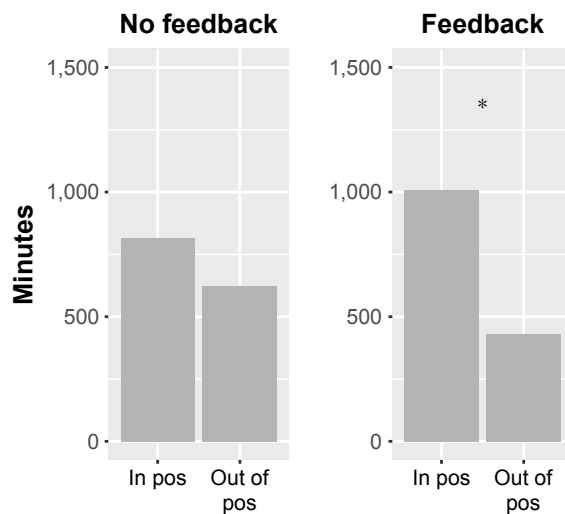 No feedback
Feedback
Minutes
1,500
1,000
500
0
In pos
Out of
pos
1,500
*
1,000
500
0
In pos
Out of
pos